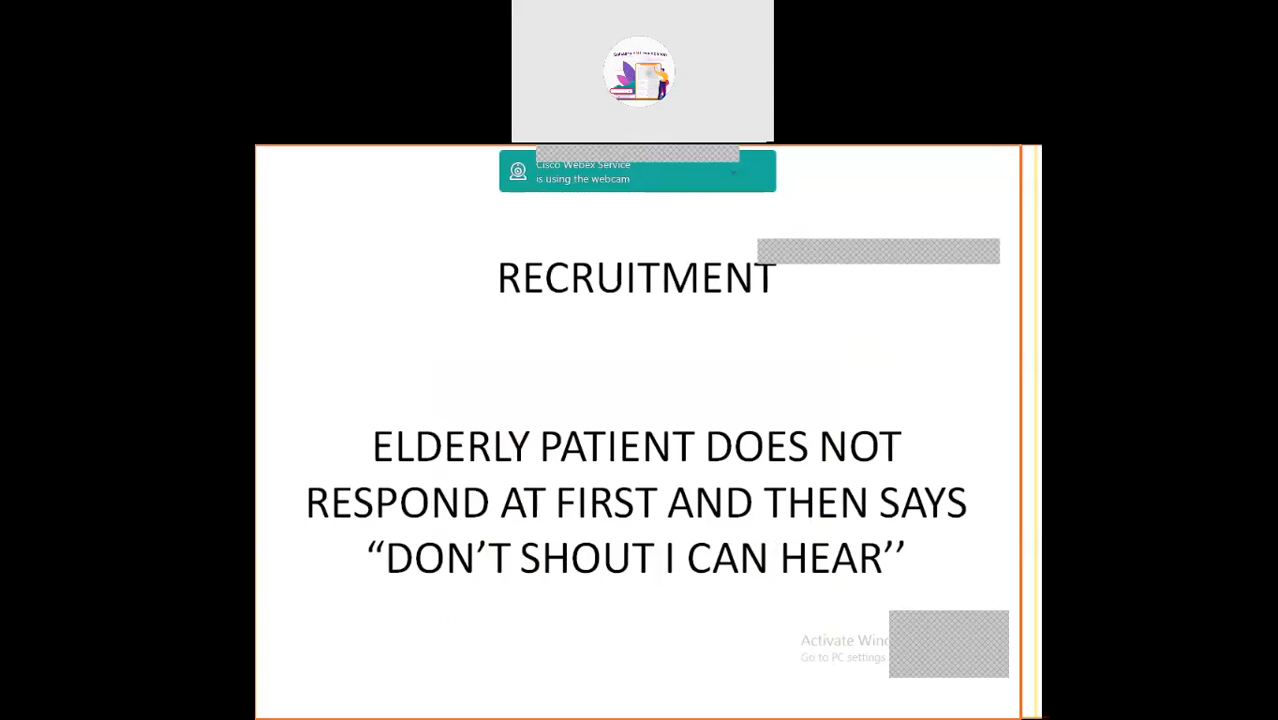 Cisco Webex Service
is using the webcam
RECRUITMENT
ELDERLY PATIENT DOES NOT
RESPOND AT FIRST AND THEN SAYS
“DON’T SHOUT I CAN HEAR’’
Activate
Go to PC settings